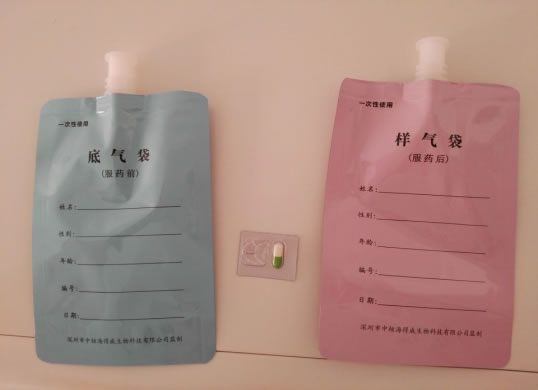 一次性使用
底气袋
(服药前)
姓名:
性别:
年龄:
编号:
日期:
深圳市中核海得威生物科技有限公司监制
一次性使用
样气袋
(服药后)
姓名:
性别:
年龄:
编号:
日期:
深圳市中核海得威生物科技有限公司监制